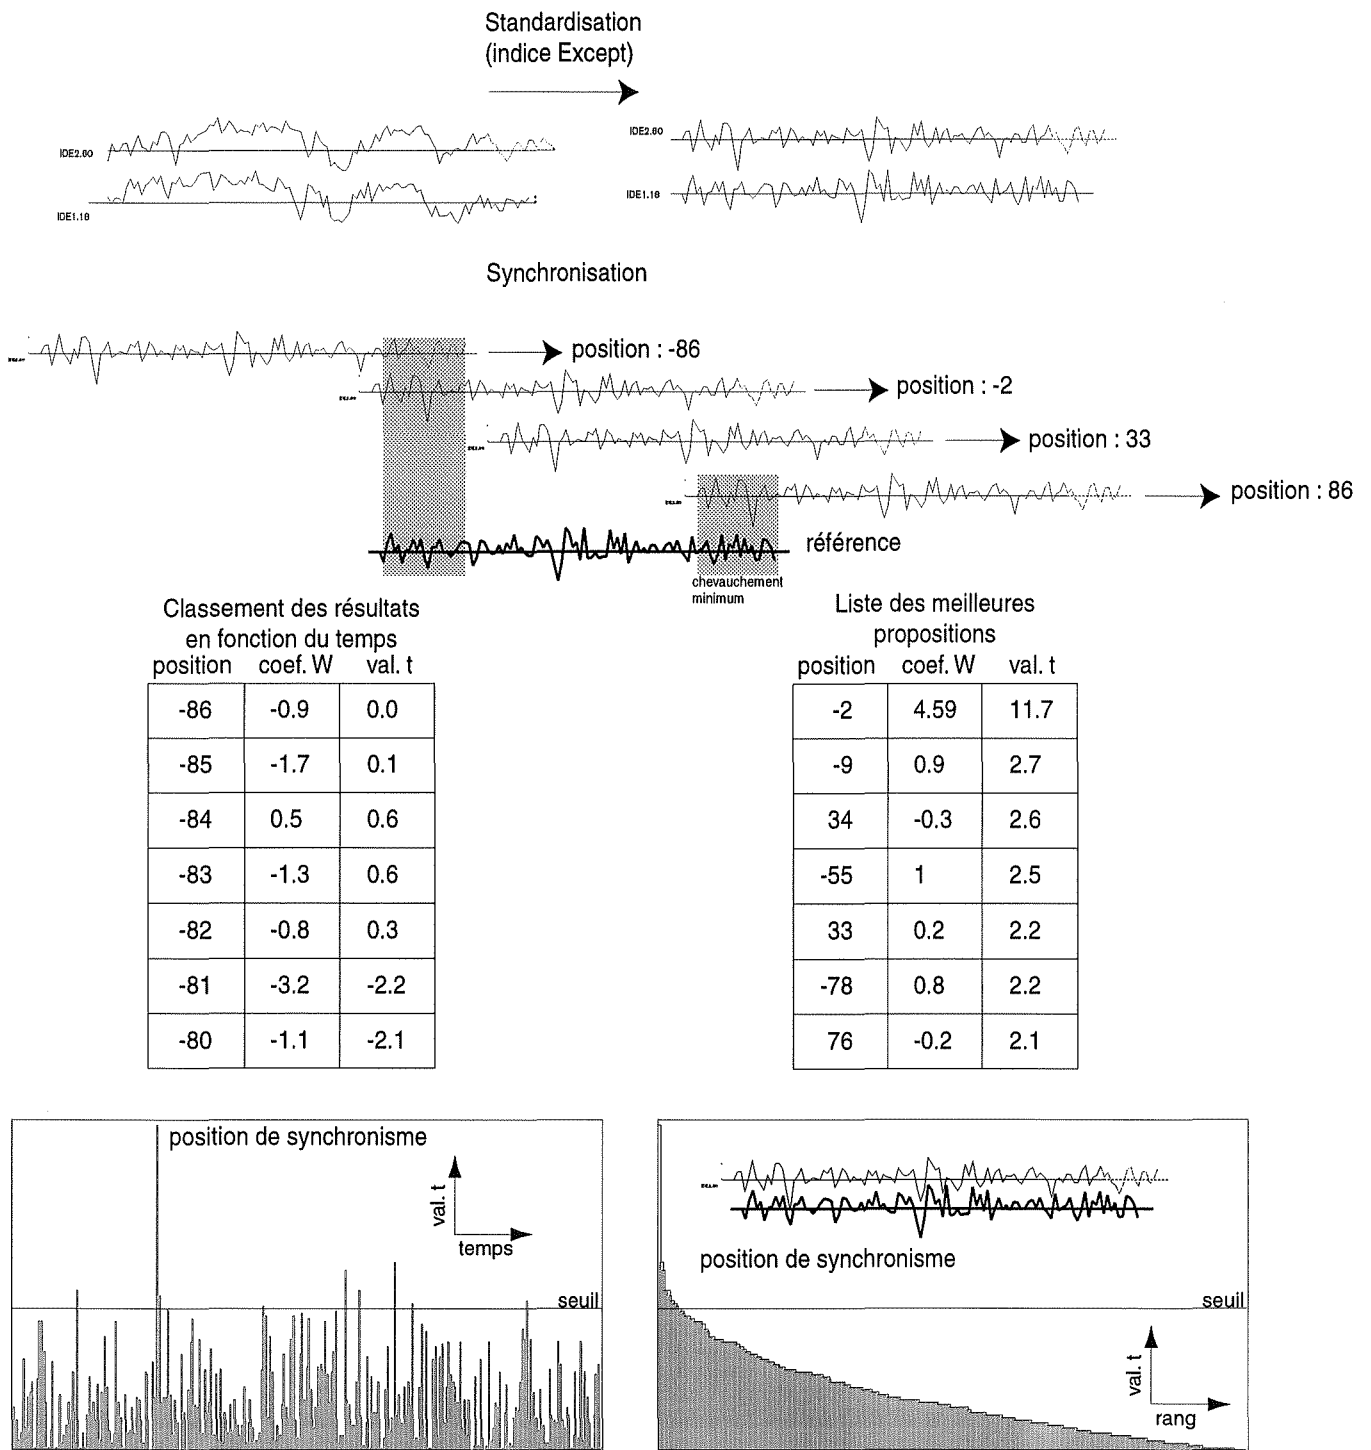 Standardisation
(indice Except)
IDE2.60
IDE1.18
IDE2.60
IDE1.18
Synchronisation
position : -86
position : -2
position : 33
position : 86
référence
chevauchement
minimum
Classement des résultats
en fonction du temps
position coef. W val. t
-86 -0.9 0.0
-85 -1.7 0.1
-84 0.5 0.6
-83 -1.3 0.6
-82 -0.8 0.3
-81 -3.2 -2.2
-80 -1.1 -2.1
Liste des meilleures
propositions
position coef. W val. t
-2 4.59 11.7
-9 0.9 2.7
34 -0.3 2.6
-55 1 2.5
33 0.2 2.2
-78 0.8 2.2
76 -0.2 2.1
position de synchronisme
val. t
temps
seuil
position de synchronisme
seuil
val. t
rang